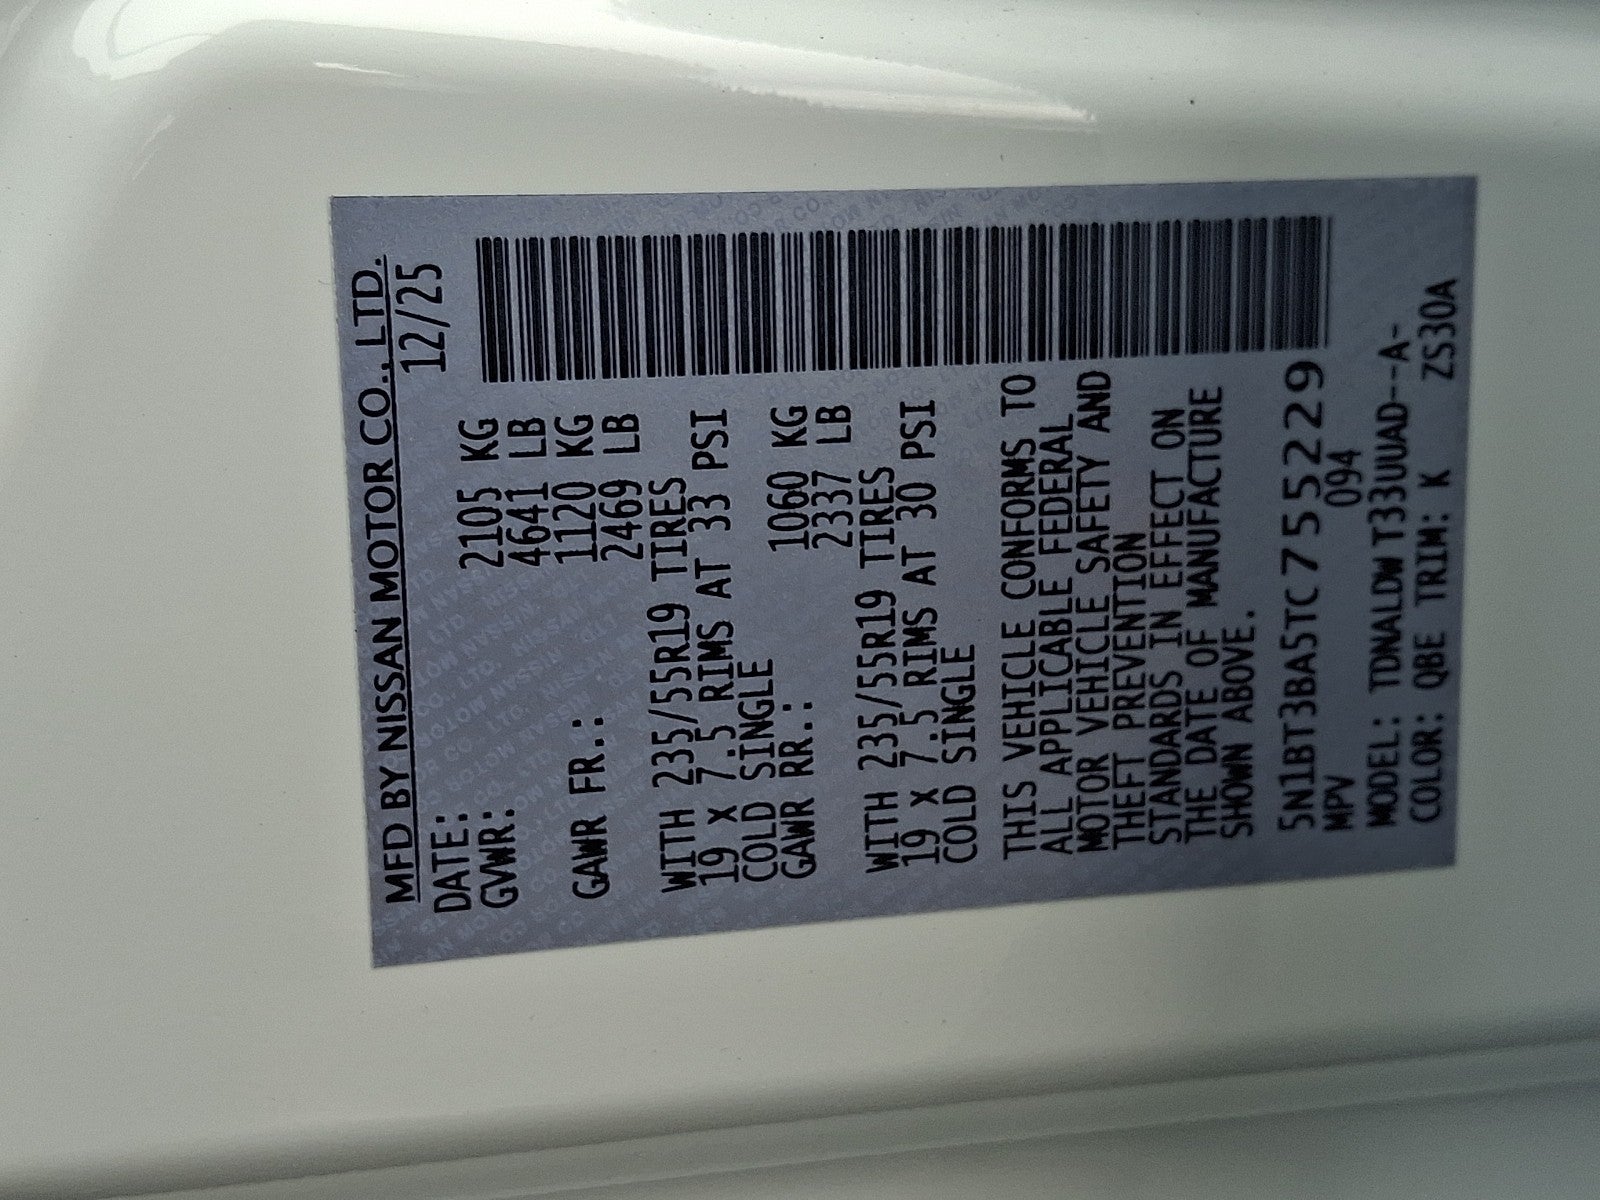 MFD BY NISSAN MOTOR CO., LTD.
DATE: 12/25
GVWR: 2105 KG
4641 LB
GAWR FR.: 1120 KG
2469 LB
WITH 235/55R19 TIRES
19 X 7.5 RIMS AT 33 PSI
COLD SINGLE
GAWR RR.: 1060 KG
2337 LB
WITH 235/55R19 TIRES
19 X 7.5 RIMS AT 30 PSI
COLD SINGLE
THIS VEHICLE CONFORMS TO
ALL APPLICABLE FEDERAL
MOTOR VEHICLE SAFETY AND
THEFT PREVENTION
STANDARDS IN EFFECT ON
THE DATE OF MANUFACTURE
SHOWN ABOVE.
5N1BT3BA5TC755229
MPV 094
MODEL: TDNALDW T33UUAD--A-
COLOR: QBE TRIM: K ZS30A